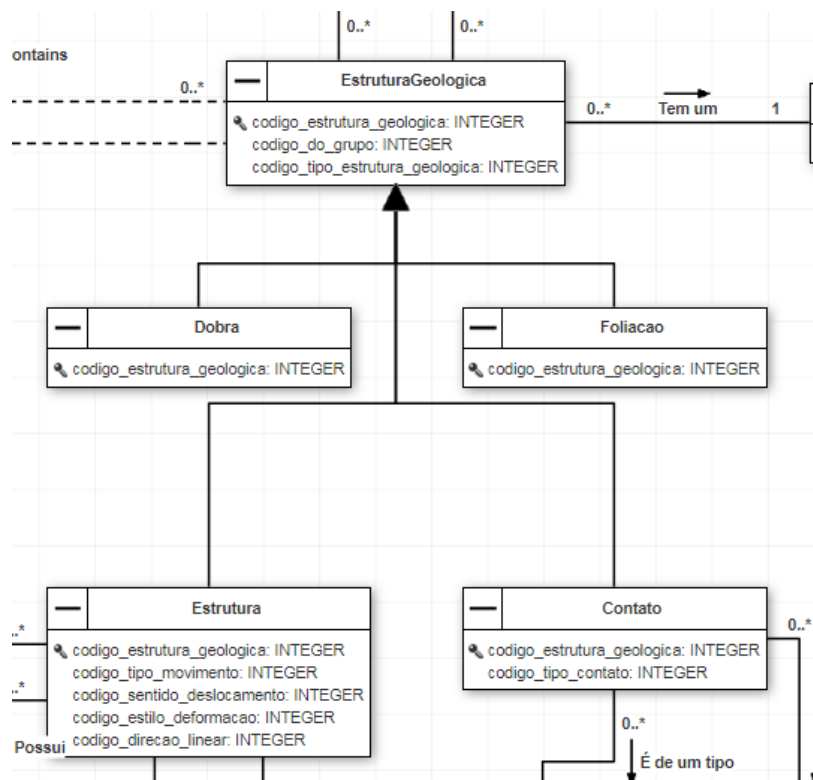 0..*
0..*
ontains
0..*
EstruturaGeologica
codigo_estrutura_geologica: INTEGER
codigo_do_grupo: INTEGER
codigo_tipo_estrutura_geologica: INTEGER
0..*
Tem um
1
Dobra
codigo_estrutura_geologica: INTEGER
Foliacao
codigo_estrutura_geologica: INTEGER
Estrutura
codigo_estrutura_geologica: INTEGER
codigo_tipo_movimento: INTEGER
codigo_sentido_deslocamento: INTEGER
codigo_estilo_deformacao: INTEGER
codigo_direcao_linear: INTEGER
.*
..*
Possui
Contato
codigo_estrutura_geologica: INTEGER
codigo_tipo_contato: INTEGER
0..*
0..*
É de um tipo